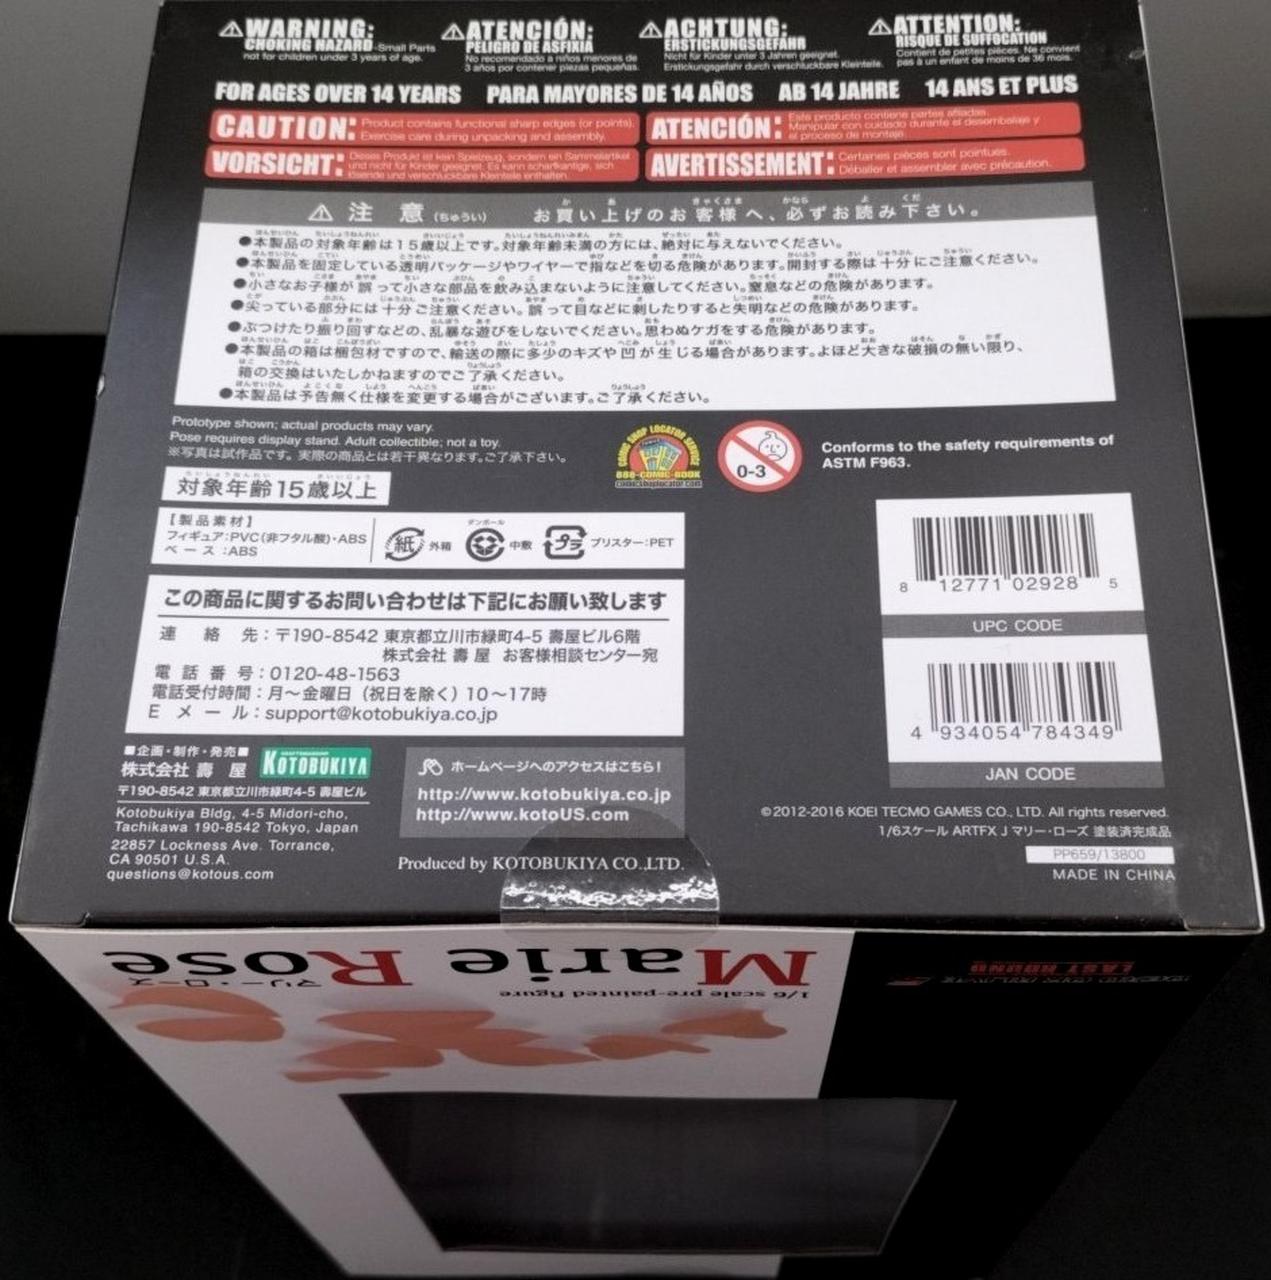 ⚠WARNING:
CHOKING HAZARD-Small Parts
not for children under 3 years of age.
⚠ATENCIÓN:
PELIGRO DE ASFIXIA
No recomendado a niños menores de
3 años por contener piezas pequeñas.
⚠ACHTUNG:
ERSTICKUNGSGEFAHR
Nicht für Kinder unter 3 Jahren geeignet.
Erstickungsgefahr durch verschluckbare Kleinteile.
⚠ATTENTION:
RISQUE DE SUFFOCATION
Contient de petites pièces. Ne convient
pas à un enfant de moins de 36 mois.
FOR AGES OVER 14 YEARS PARA MAYORES DE 14 AÑOS AB 14 JAHRE 14 ANS ET PLUS
CAUTION: Product contains functional sharp edges (or points).
Exercise care during unpacking and assembly.
ATENCIÓN: Este producto contiene partes afiladas.
Manipular con cuidado durante el desembalaje y
el proceso de montaje.
VORSICHT: Dieses Produkt ist kein Spielzeug, sondern ein Sammelartikel
und nicht für Kinder geeignet. Es kann scharfkantige, sich
lösende und verschluckbare Kleinteile enthalten.
AVERTISSEMENT: Certaines pièces sont pointues.
Déballer et assembler avec précaution.
⚠ 注 意 (ちゅうい) お買い上げのお客様へ、必ずお読み下さい。
●本製品の対象年齢は15歳以上です。対象年齢未満の方には、絶対に与えないでください。
●本製品を固定している透明パッケージやワイヤーで指などを切る危険があります。開封する際は十分にご注意ください。
●小さなお子様が誤って小さな部品を飲み込まないように注意してください。窒息などの危険があります。
●尖っている部分には十分ご注意ください。誤って目などに刺したりすると失明などの危険があります。
●ぶつけたり振り回すなどの、乱暴な遊びをしないでください。思わぬケガをする危険があります。
●本製品の箱は梱包材ですので、輸送の際に多少のキズや凹が生じる場合があります。よほど大きな破損の無い限り、
箱の交換はいたしかねますのでご了承ください。
●本製品は予告無く仕様を変更する場合がございます。ご了承ください。
Prototype shown; actual products may vary.
Pose requires display stand. Adult collectible; not a toy.
※写真は試作品です。実際の商品とは若干異なります。ご了承下さい。
COMIC SHOP LOCATOR SERVICE
888-COMIC-BOOK
comicshoplocator.com
0-3
Conforms to the safety requirements of
ASTM F963.
対象年齢15歳以上
【製品素材】
フィギュア:PVC(非フタル酸)・ABS
ベース:ABS
紙 外箱
ダンボール 中敷
プラ ブリスター:PET
この商品に関するお問い合わせは下記にお願い致します
連 絡 先:〒190-8542 東京都立川市緑町4-5 壽屋ビル6階
株式会社 壽 屋 お客様相談センター宛
電 話 番 号:0120-48-1563
電話受付時間:月～金曜日(祝日を除く)10～17時
E メ ー ル:support@kotobukiya.co.jp
8 12771 02928 5
UPC CODE
4 934054 784349
JAN CODE
■企画・制作・発売■
株式会社 壽 屋 KOTOBUKIYA
〒190-8542 東京都立川市緑町4-5 壽屋ビル
Kotobukiya Bldg, 4-5 Midori-cho,
Tachikawa 190-8542 Tokyo, Japan
22857 Lockness Ave. Torrance,
CA 90501 U.S.A.
questions@kotous.com
ホームページへのアクセスはこちら!
http://www.kotobukiya.co.jp
http://www.kotoUS.com
Produced by KOTOBUKIYA CO.,LTD.
©2012-2016 KOEI TECMO GAMES CO., LTD. All rights reserved.
1/6スケール ARTFX J マリー・ローズ 塗装済完成品
PP659/13800
MADE IN CHINA
Marie Rose
マリー・ローズ
1/6 scale pre-painted figure
LAST ROUND